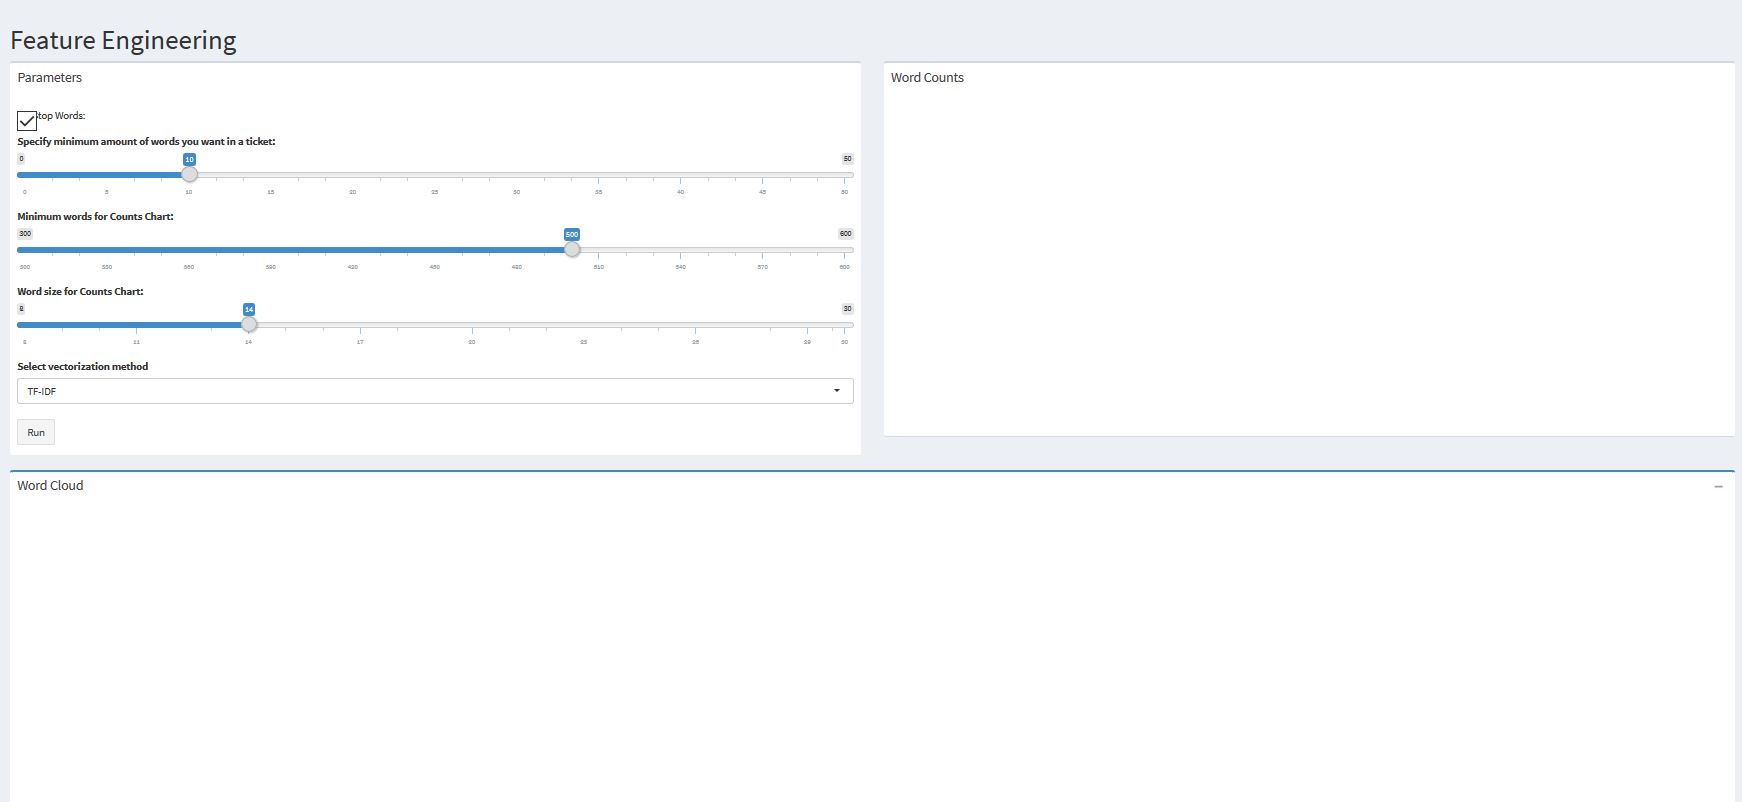 Feature Engineering
Parameters
top Words:
Specify minimum amount of words you want in a ticket:
0 10 50
0 5 10 15 20 25 30 35 40 45 50
Minimum words for Counts Chart:
300 500 600
300 330 360 390 420 450 480 510 540 570 600
Word size for Counts Chart:
8 14 30
8 11 14 17 20 23 26 29 30
Select vectorization method
TF-IDF
Run
Word Counts
Word Cloud